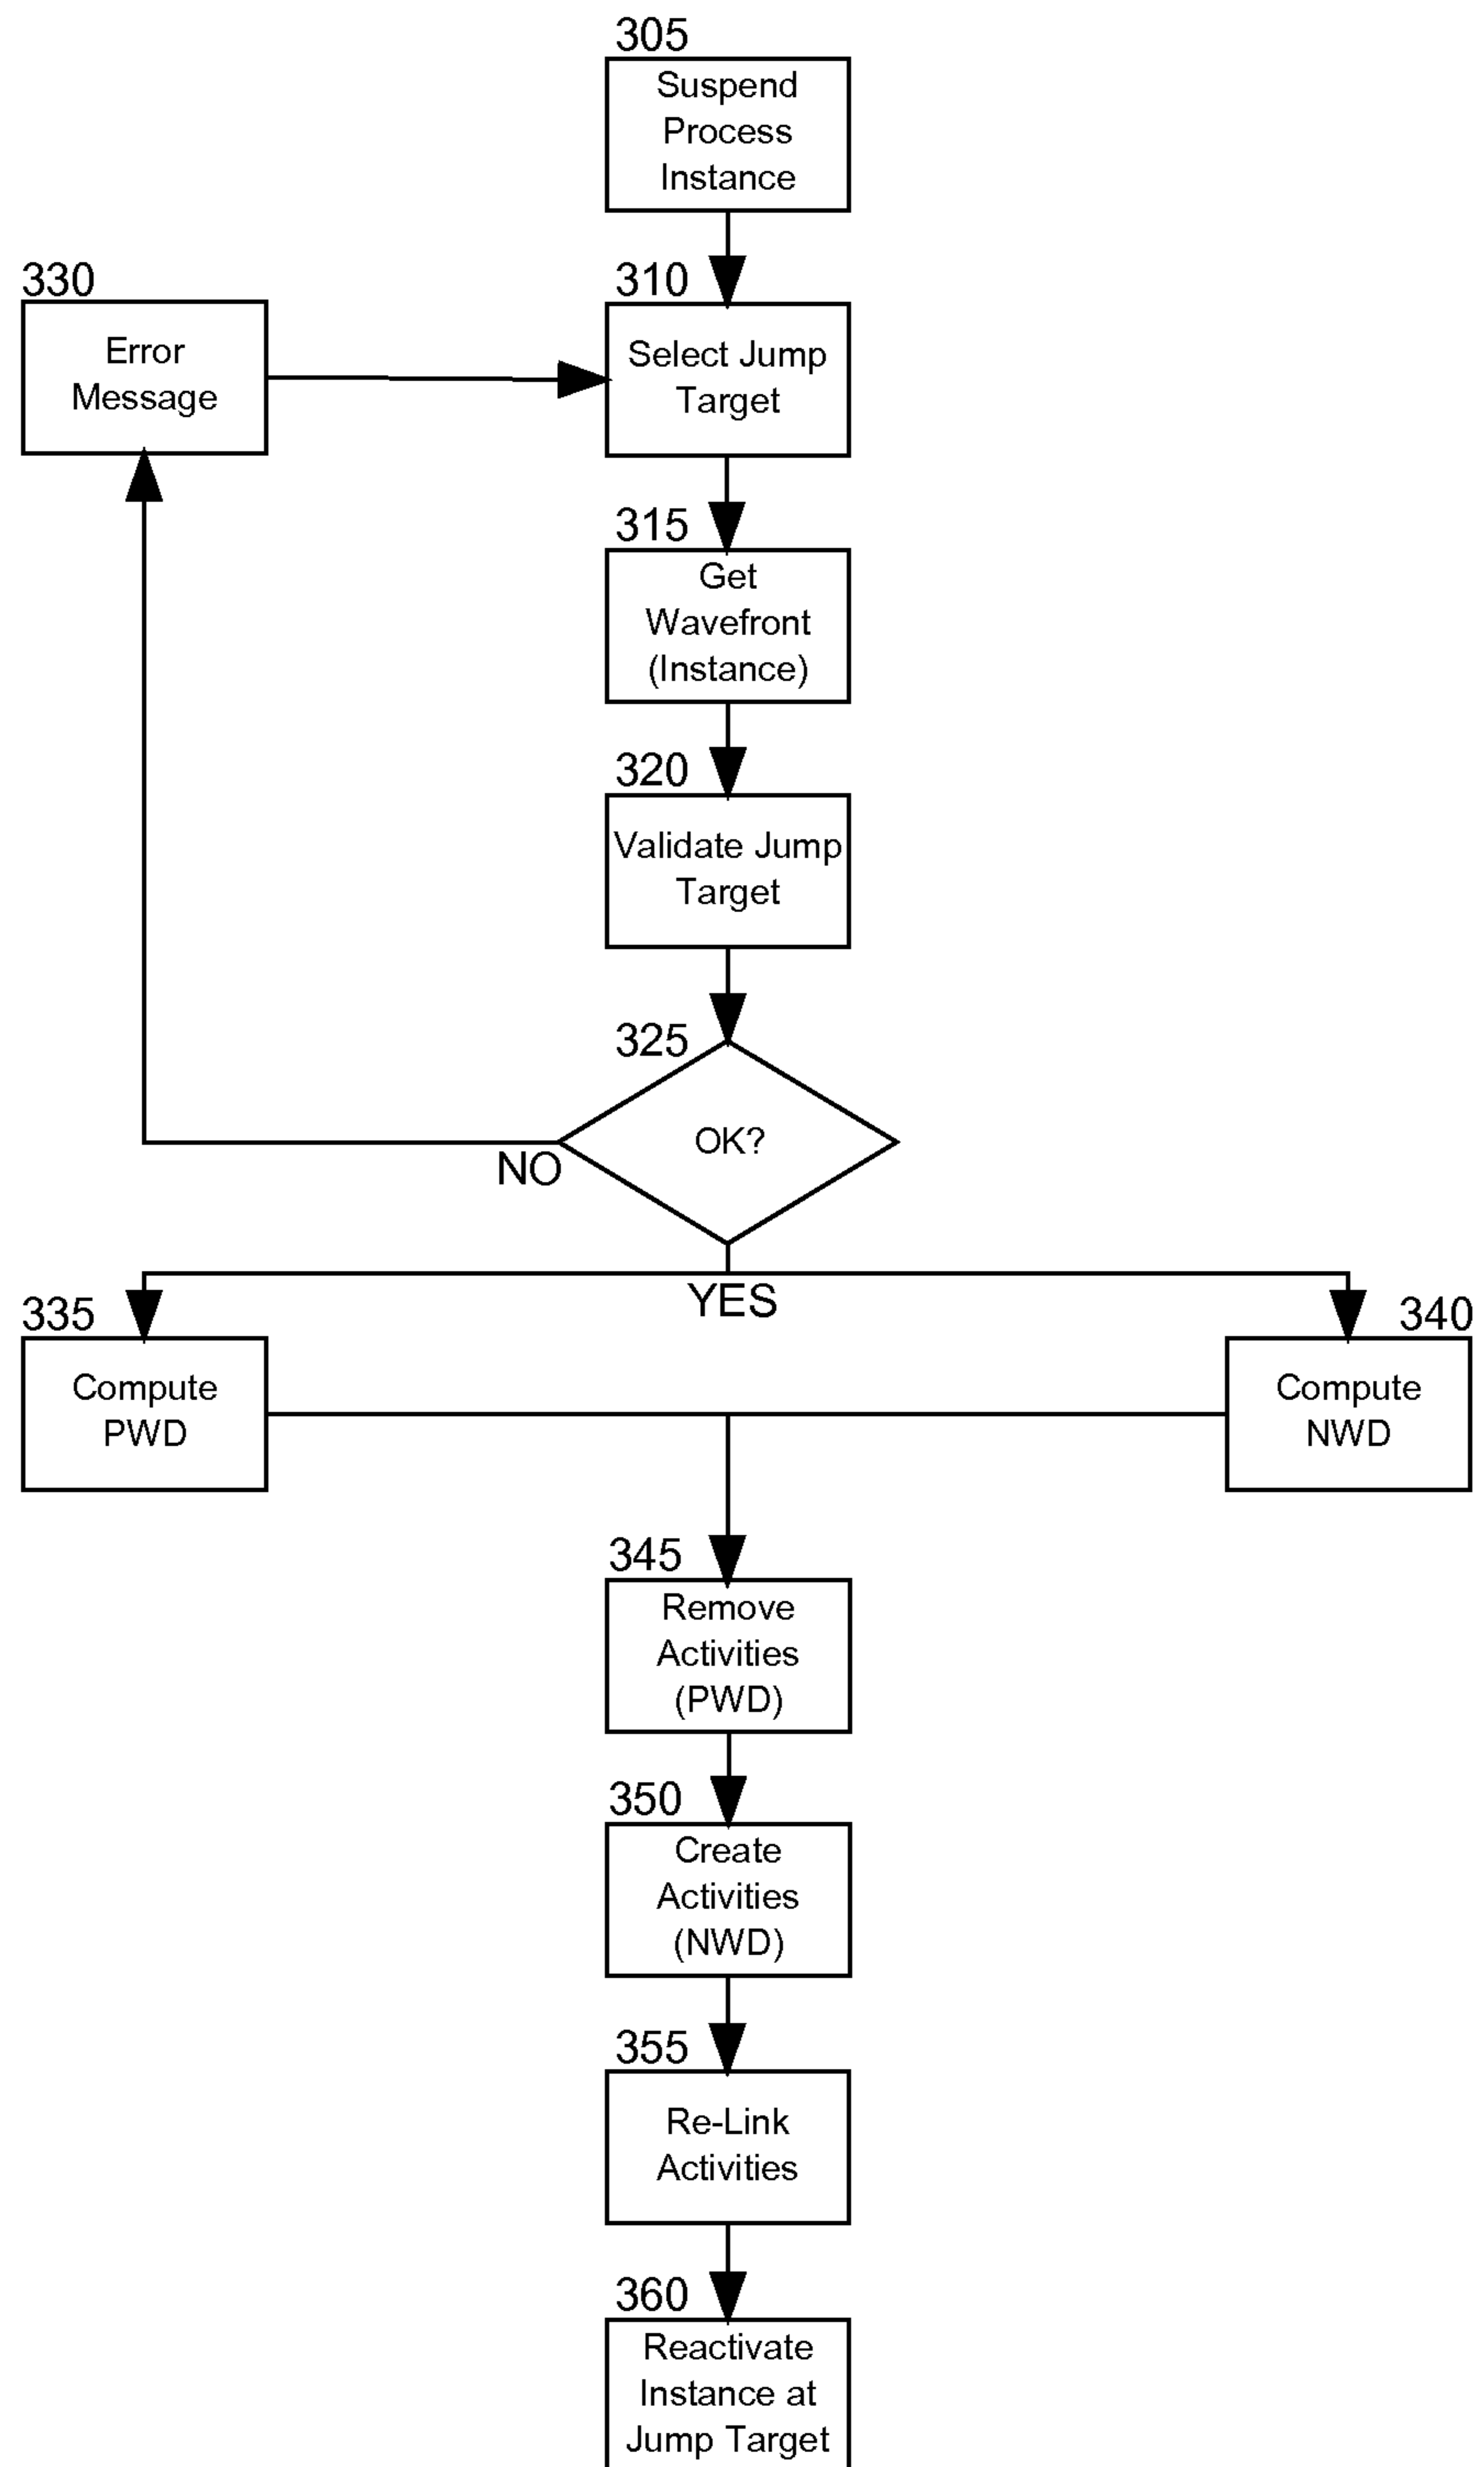 305
Suspend
Process
Instance
330
Error
Message
310
Select Jump
Target
315
Get
Wavefront
(Instance)
320
Validate Jump
Target
325
OK?
NO
YES
335
Compute
PWD
340
Compute
NWD
345
Remove
Activities
(PWD)
350
Create
Activities
(NWD)
355
Re-Link
Activities
360
Reactivate
Instance at
Jump Target